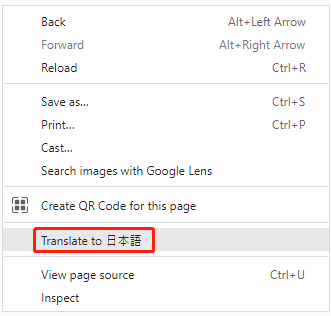 Back Alt+Left Arrow
Forward Alt+Right Arrow
Reload Ctrl+R
Save as... Ctrl+S
Print... Ctrl+P
Cast...
Search images with Google Lens
Create QR Code for this page
Translate to 日本語
View page source Ctrl+U
Inspect